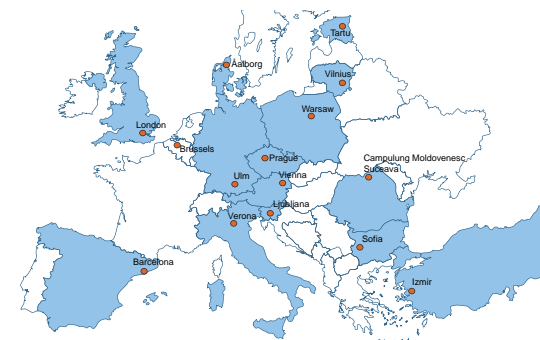 Tartu
Aalborg
Vilnius
Warsaw
London
Brussels
Prague
Campulung Moldovenesc,
Suceava
Ulm
Vienna
Ljubljana
Verona
Sofia
Barcelona
Izmir